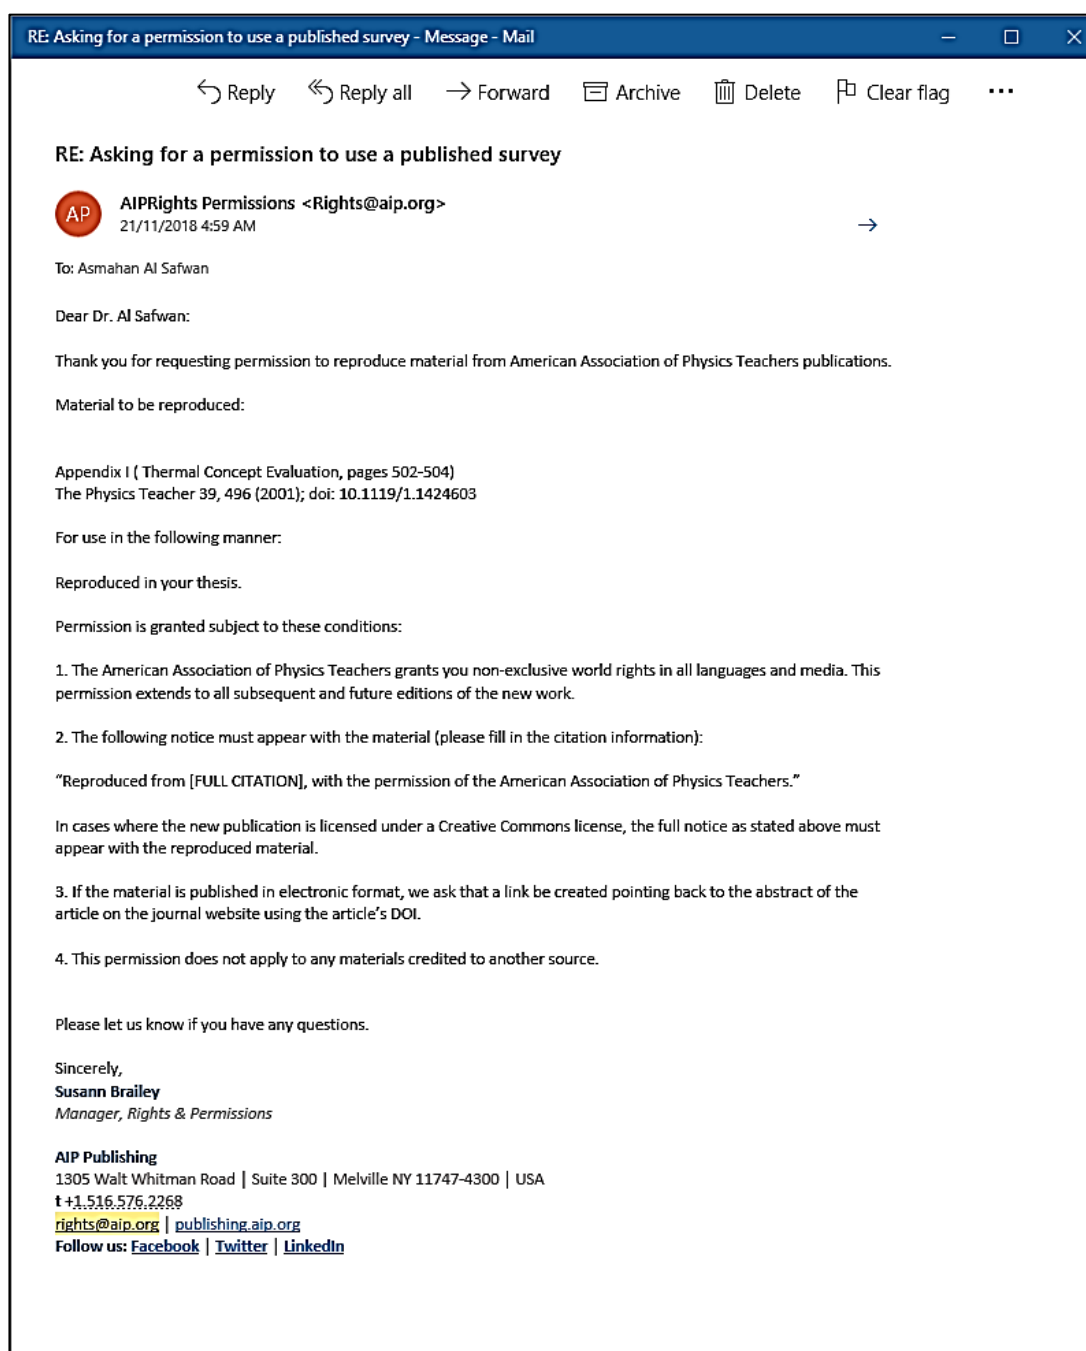 RE: Asking for a permission to use a published survey - Message - Mail
Reply Reply all Forward Archive Delete Clear flag
RE: Asking for a permission to use a published survey
AP
AIPRights Permissions <Rights@aip.org>
21/11/2018 4:59 AM
To: Asmahan Al Safwan
Dear Dr. Al Safwan:
Thank you for requesting permission to reproduce material from American Association of Physics Teachers publications.
Material to be reproduced:
Appendix I ( Thermal Concept Evaluation, pages 502-504)
The Physics Teacher 39, 496 (2001); doi: 10.1119/1.1424603
For use in the following manner:
Reproduced in your thesis.
Permission is granted subject to these conditions:
1. The American Association of Physics Teachers grants you non-exclusive world rights in all languages and media. This
permission extends to all subsequent and future editions of the new work.
2. The following notice must appear with the material (please fill in the citation information):
“Reproduced from [FULL CITATION], with the permission of the American Association of Physics Teachers.”
In cases where the new publication is licensed under a Creative Commons license, the full notice as stated above must
appear with the reproduced material.
3. If the material is published in electronic format, we ask that a link be created pointing back to the abstract of the
article on the journal website using the article’s DOI.
4. This permission does not apply to any materials credited to another source.
Please let us know if you have any questions.
Sincerely,
Susann Brailey
Manager, Rights & Permissions
AIP Publishing
1305 Walt Whitman Road | Suite 300 | Melville NY 11747-4300 | USA
t +1.516.576.2268
rights@aip.org | publishing.aip.org
Follow us: Facebook | Twitter | LinkedIn